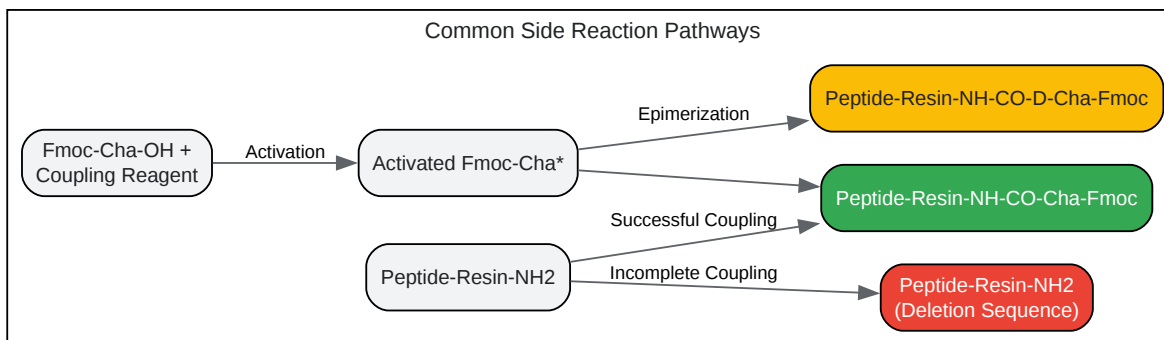 Common Side Reaction Pathways
Fmoc-Cha-OH +
Coupling Reagent
Activation
Activated Fmoc-Cha*
Epimerization
Peptide-Resin-NH-CO-D-Cha-Fmoc
Peptide-Resin-NH-CO-Cha-Fmoc
Successful Coupling
Peptide-Resin-NH2
Incomplete Coupling
Peptide-Resin-NH2
(Deletion Sequence)